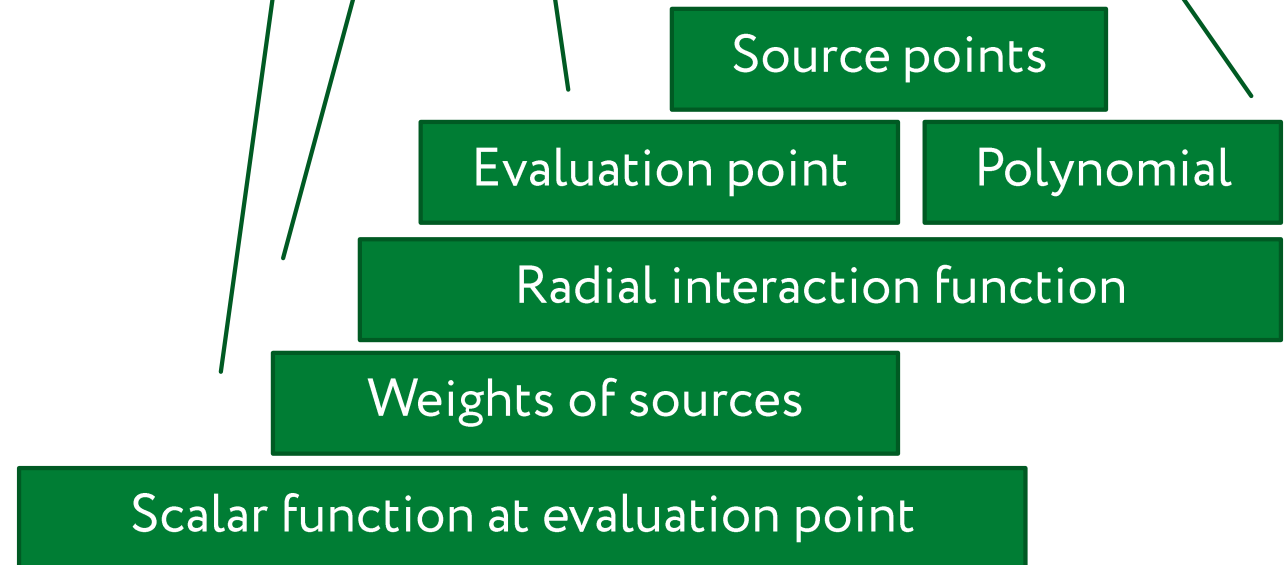 Source points
Evaluation point
Polynomial
Radial interaction function
Weights of sources
Scalar function at evaluation point